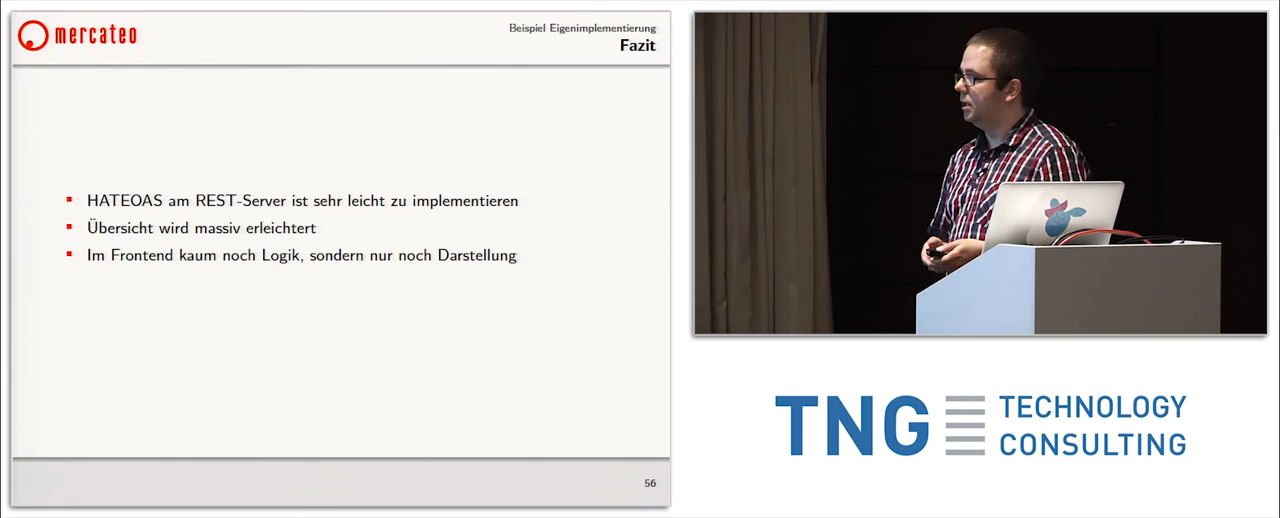 mercateo
Beispiel Eigenimplementierung
Fazit
HATEOAS am REST-Server ist sehr leicht zu implementieren
Übersicht wird massiv erleichtert
Im Frontend kaum noch Logik, sondern nur noch Darstellung
56
TNG TECHNOLOGY
CONSULTING